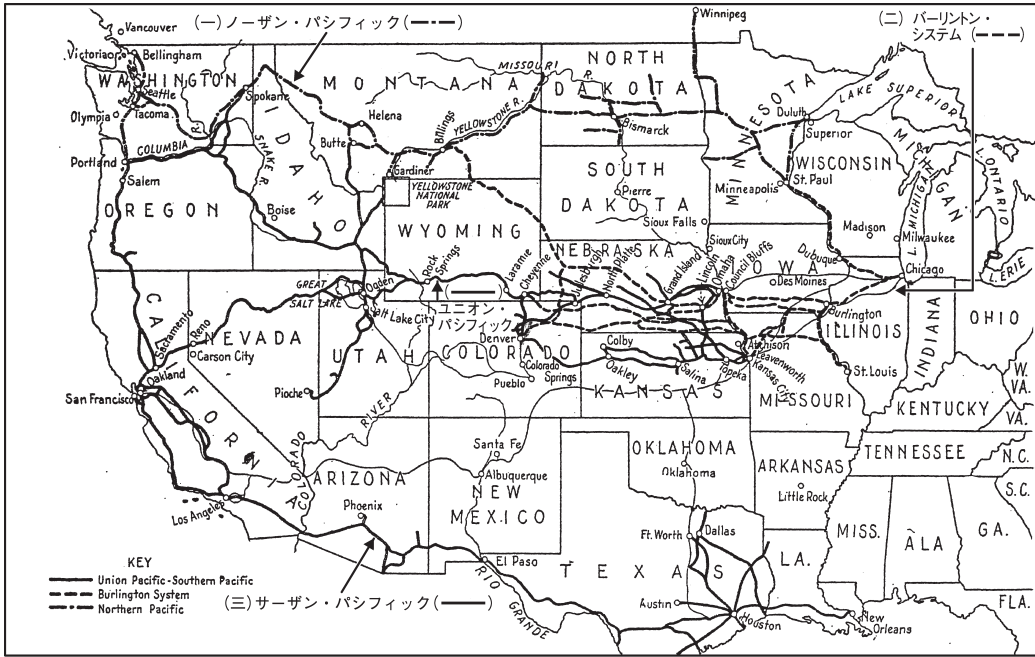 (一) ノーザン・パシフィック (—・—・—)
(二) バーリントン・
システム (-----)
Winnipeg
Vancouver
Victoria
Bellingham
WASHINGTON
Seattle
Spokane
Olympia
Tacoma
R.
COLUMBIA
Portland
Salem
OREGON
SNAKE R.
IDAHO
Boise
MONTANA
MISSOURI
R.
Helena
Butte
Billings
YELLOWSTONE R.
Gardiner
YELLOWSTONE
NATIONAL
PARK
NORTH
DAKOTA
Bismarck
SOUTH
DAKOTA
Pierre
Sioux Falls
MINNESOTA
Duluth
Superior
LAKE SUPERIOR
Minneapolis
St. Paul
WISCONSIN
Madison
Milwaukee
L. MICHIGAN
MICHIGAN
L. ONTARIO
L. ERIE
WYOMING
Rock
Springs
Laramie
Cheyenne
NEBRASKA
Julesburgh
North Platte
Grand Island
Lincoln
Omaha
Council Bluffs
Sioux City
IOWA
Des Moines
Dubuque
Chicago
Burlington
ILLINOIS
INDIANA
OHIO
GREAT
SALT LAKE
Ogden
Salt Lake City
ユニオン・
パシフィック
(——)
Denver
COLORADO
Colorado
Springs
Pueblo
Colby
Oakley
Salina
Topeka
Atchison
Leavenworth
Kansas City
KANSAS
MISSOURI
St. Louis
KENTUCKY
W.
VA.
VA.
CALIFORNIA
Sacramento
Reno
Carson City
NEVADA
Oakland
San Francisco
UTAH
Pioche
COLORADO
RIVER
Los Angeles
ARIZONA
Phoenix
Santa Fe
Albuquerque
NEW
MEXICO
El Paso
RIO
GRANDE
OKLAHOMA
Oklahoma
ARKANSAS
Little Rock
TENNESSEE
N.C.
S.C.
MISS.
ALA
GA.
FLA.
TEXAS
Ft. Worth
Dallas
Austin
Houston
LA.
New
Orleans
KEY
Union Pacific-Southern Pacific
Burlington System
Northern Pacific
(三) サーザン・パシフィック (——)